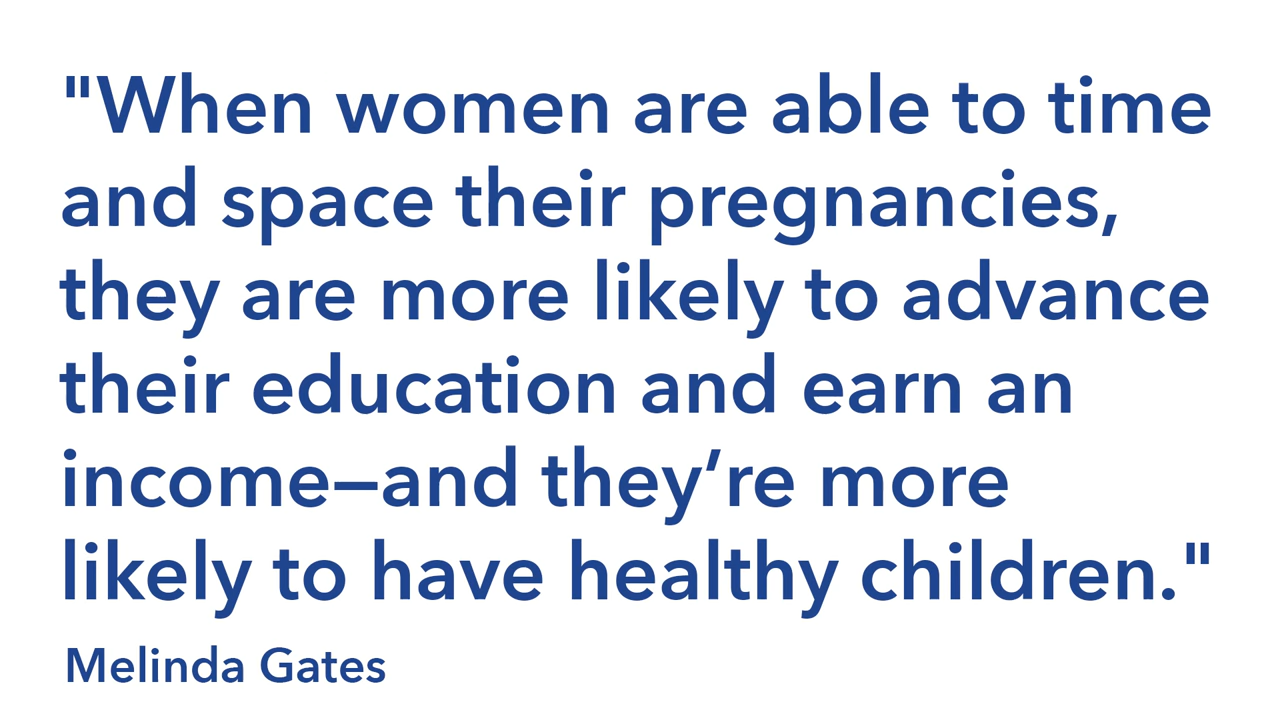 "When women are able to time
and space their pregnancies,
they are more likely to advance
their education and earn an
income—and they’re more
likely to have healthy children."
Melinda Gates